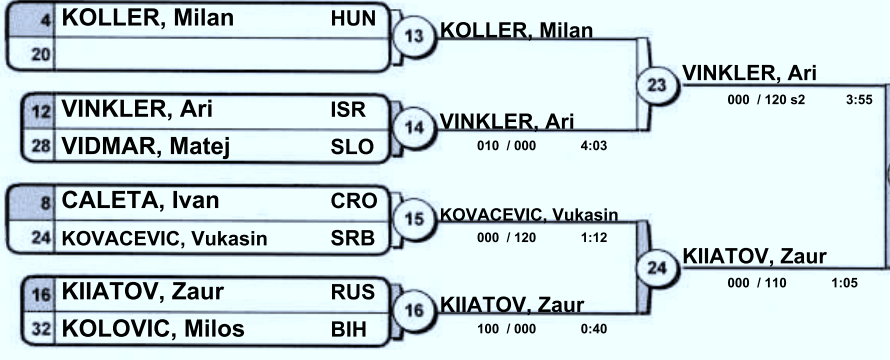 4 KOLLER, Milan HUN
20
13 KOLLER, Milan
12 VINKLER, Ari ISR
28 VIDMAR, Matej SLO
14 VINKLER, Ari
010 / 000 4:03
23 VINKLER, Ari
000 / 120 s2 3:55
8 CALETA, Ivan CRO
24 KOVACEVIC, Vukasin SRB
15 KOVACEVIC, Vukasin
000 / 120 1:12
16 KIIATOV, Zaur RUS
32 KOLOVIC, Milos BIH
16 KIIATOV, Zaur
100 / 000 0:40
24 KIIATOV, Zaur
000 / 110 1:05